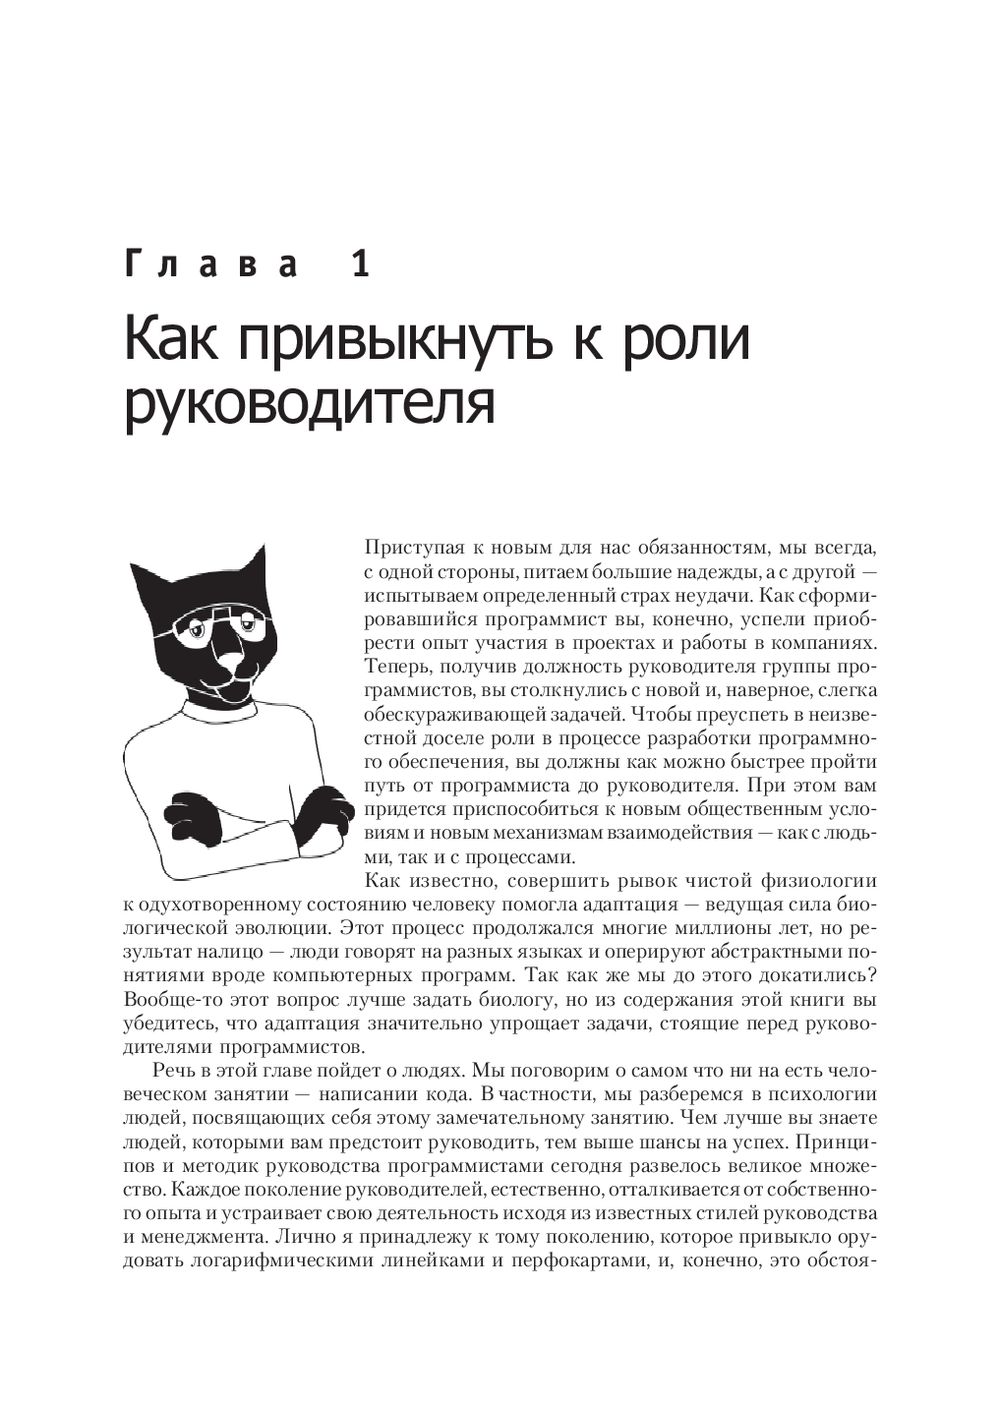 Глава 1
Как привыкнуть к роли
руководителя
Приступая к новым для нас обязанностям, мы всегда,
с одной стороны, питаем большие надежды, а с другой —
испытываем определенный страх неудачи. Как сформи-
ровавшийся программист вы, конечно, успели приоб-
рести опыт участия в проектах и работы в компаниях.
Теперь, получив должность руководителя группы про-
граммистов, вы столкнулись с новой и, наверное, слегка
обескураживающей задачей. Чтобы преуспеть в неизве-
стной доселе роли в процессе разработки программно-
го обеспечения, вы должны как можно быстрее пройти
путь от программиста до руководителя. При этом вам
придется приспособиться к новым общественным усло-
виям и новым механизмам взаимодействия — как с людь-
ми, так и с процессами.
Как известно, совершить рывок чистой физиологии
к одухотворенному состоянию человеку помогла адаптация — ведущая сила био-
логической эволюции. Этот процесс продолжался многие миллионы лет, но ре-
зультат налицо — люди говорят на разных языках и оперируют абстрактными по-
нятиями вроде компьютерных программ. Так как же мы до этого докатились?
Вообще-то этот вопрос лучше задать биологу, но из содержания этой книги вы
убедитесь, что адаптация значительно упрощает задачи, стоящие перед руково-
дителями программистов.
Речь в этой главе пойдет о людях. Мы поговорим о самом что ни на есть чело-
веческом занятии — написании кода. В частности, мы разберемся в психологии
людей, посвящающих себя этому замечательному занятию. Чем лучше вы знаете
людей, которыми вам предстоит руководить, тем выше шансы на успех. Принци-
пов и методик руководства программистами сегодня развелось великое множе-
ство. Каждое поколение руководителей, естественно, отталкивается от собственно-
го опыта и устраивает свою деятельность исходя из известных стилей руководства
и менеджмента. Лично я принадлежу к тому поколению, которое привыкло ору-
довать логарифмическими линейками и перфокартами, и, конечно, это обстоя-